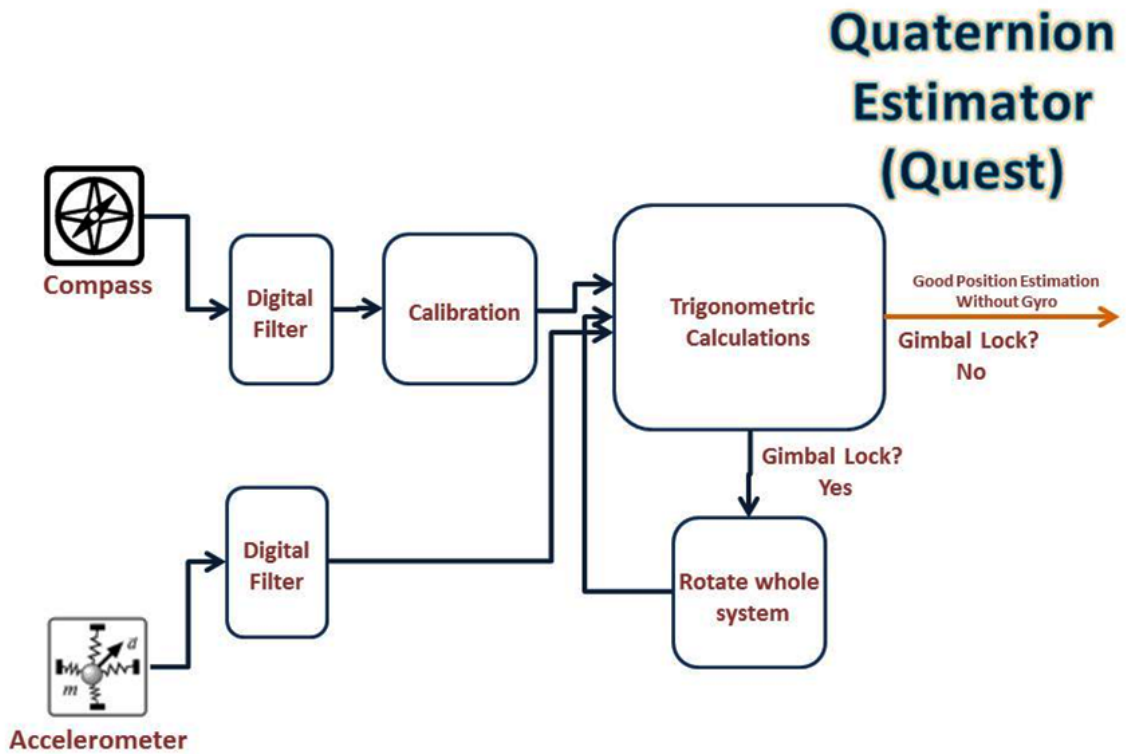 Quaternion
Estimator
(Quest)
Compass
Digital
Filter
Calibration
Trigonometric
Calculations
Good Position Estimation
Without Gyro
Gimbal Lock?
No
Gimbal Lock?
Yes
Digital
Filter
Rotate whole
system
a
m
Accelerometer